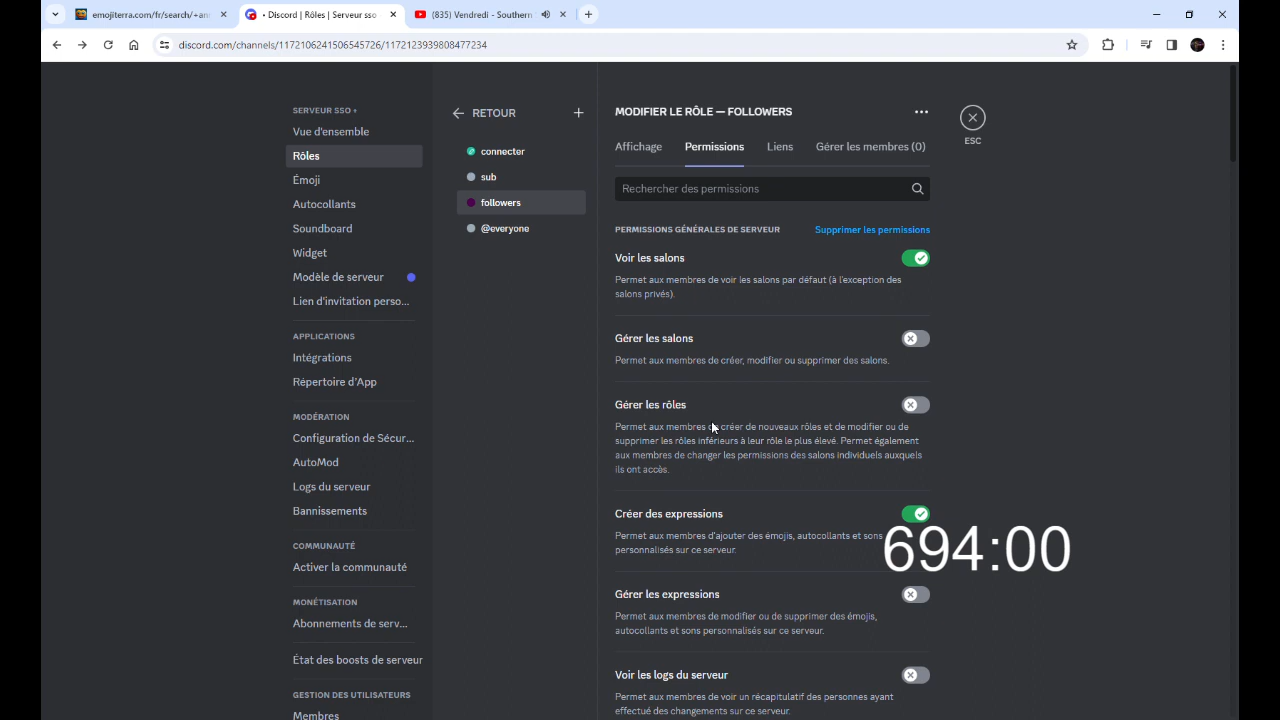 emojiterra.com/fr/search/+an
• Discord | Rôles | Serveur sso
(835) Vendredi - Southern
discord.com/channels/1172106241506545726/1172123939808477234
SERVEUR SSO +
Vue d'ensemble
Rôles
Émoji
Autocollants
Soundboard
Widget
Modèle de serveur
Lien d'invitation perso...
APPLICATIONS
Intégrations
Répertoire d'App
MODÉRATION
Configuration de Sécur...
AutoMod
Logs du serveur
Bannissements
COMMUNAUTÉ
Activer la communauté
MONÉTISATION
Abonnements de serv...
État des boosts de serveur
GESTION DES UTILISATEURS
Membres
RETOUR
connecter
sub
followers
@everyone
MODIFIER LE RÔLE — FOLLOWERS
Affichage Permissions Liens Gérer les membres (0)
Rechercher des permissions
PERMISSIONS GÉNÉRALES DE SERVEUR Supprimer les permissions
Voir les salons
Permet aux membres de voir les salons par défaut (à l'exception des
salons privés).
Gérer les salons
Permet aux membres de créer, modifier ou supprimer des salons.
Gérer les rôles
Permet aux membres de créer de nouveaux rôles et de modifier ou de
supprimer les rôles inférieurs à leur rôle le plus élevé. Permet également
aux membres de changer les permissions des salons individuels auxquels
ils ont accès.
Créer des expressions
Permet aux membres d'ajouter des émojis, autocollants et sons
personnalisés sur ce serveur.
Gérer les expressions
Permet aux membres de modifier ou de supprimer des émojis,
autocollants et sons personnalisés sur ce serveur.
Voir les logs du serveur
Permet aux membres de voir un récapitulatif des personnes ayant
effectué des changements sur ce serveur.
ESC
694:00